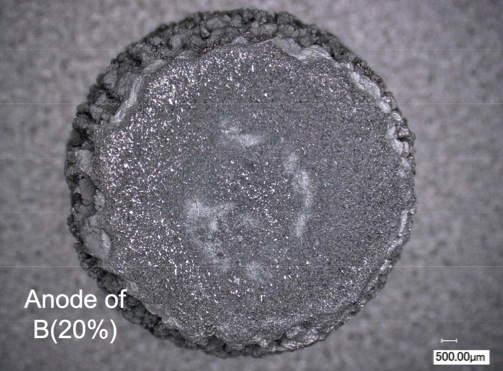 Anode of
B(20%)
500.00μm